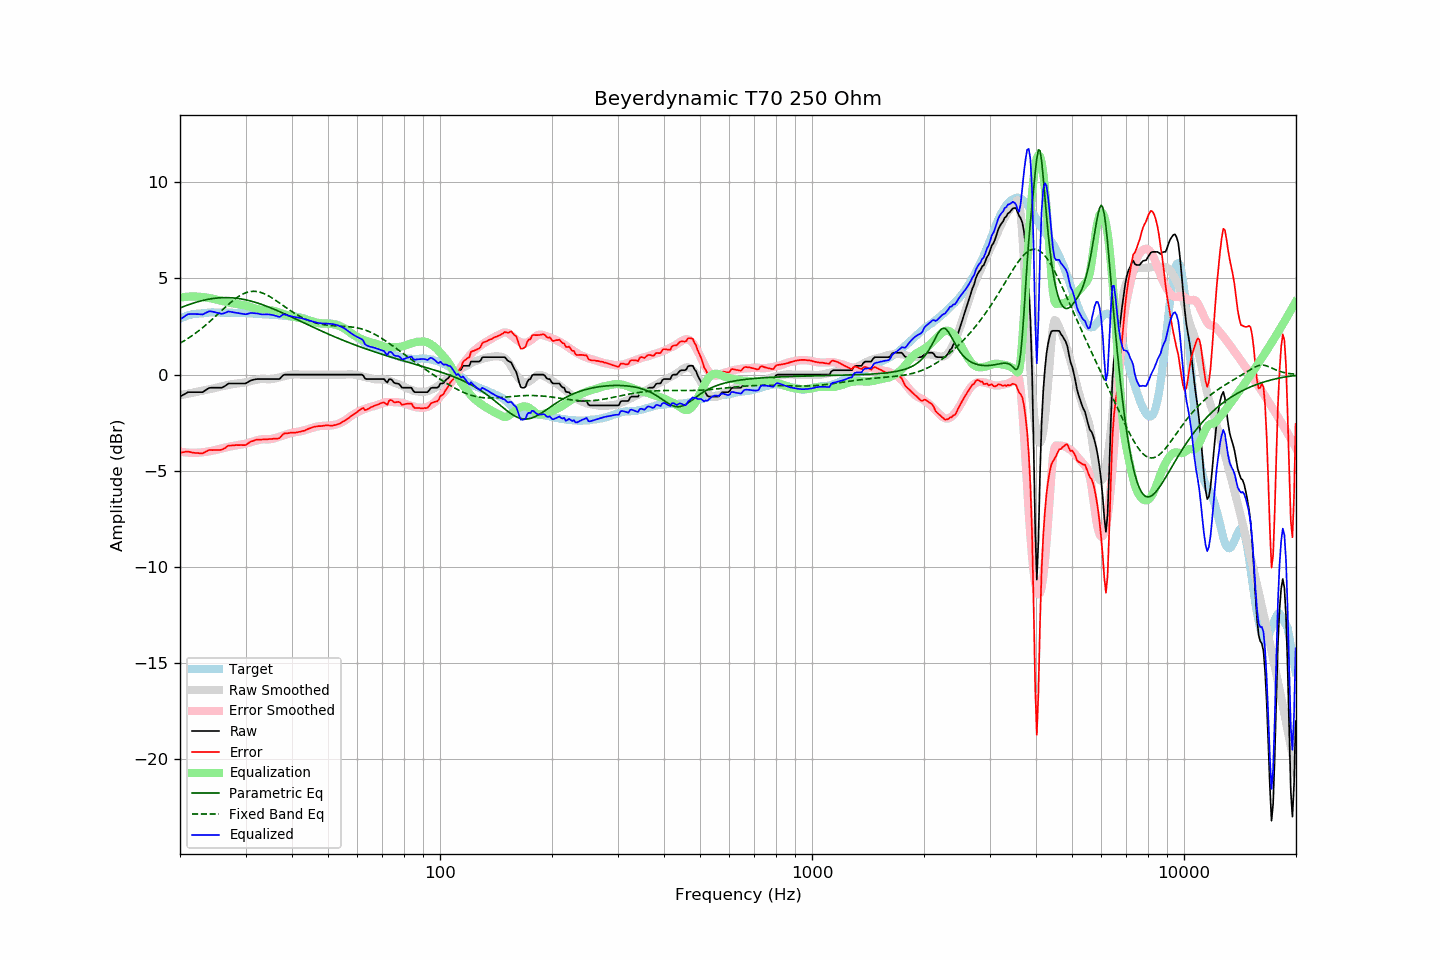 Beyerdynamic T70 250 Ohm
10
5
0
−5
−10
−15
−20
Amplitude (dBr)
Target
Raw Smoothed
Error Smoothed
Raw
Error
Equalization
Parametric Eq
Fixed Band Eq
Equalized
100
1000
10000
Frequency (Hz)